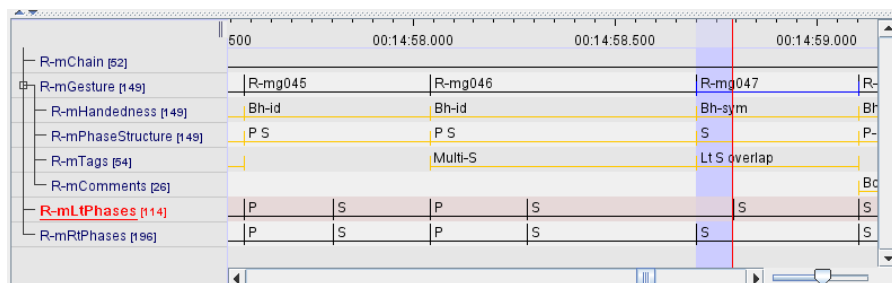 500 00:14:58.000 00:14:58.500 00:14:59.000
R-mChain [52]
R-mGesture [149] R-mg045 R-mg046 R-mg047 R-
R-mHandedness [149] Bh-id Bh-id Bh-sym Bh
R-mPhaseStructure [149] P S P S S P-
R-mTags [54] Multi-S Lt S overlap
R-mComments [26] Bo
R-mLtPhases [114] P S P S S S
R-mRtPhases [196] P S P S S S